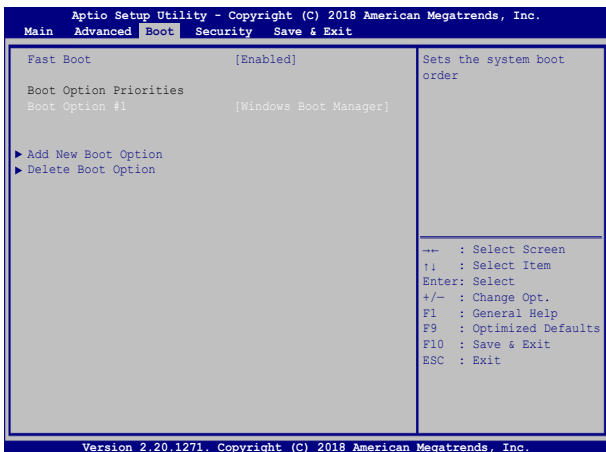 Aptio Setup Utility - Copyright (C) 2018 American Megatrends, Inc.
Main Advanced Boot Security Save & Exit
Fast Boot [Enabled]
Boot Option Priorities
Boot Option #1 [Windows Boot Manager]
▶ Add New Boot Option
▶ Delete Boot Option
Sets the system boot
order
→← : Select Screen
↑↓ : Select Item
Enter: Select
+/— : Change Opt.
F1 : General Help
F9 : Optimized Defaults
F10 : Save & Exit
ESC : Exit
Version 2.20.1271. Copyright (C) 2018 American Megatrends, Inc.